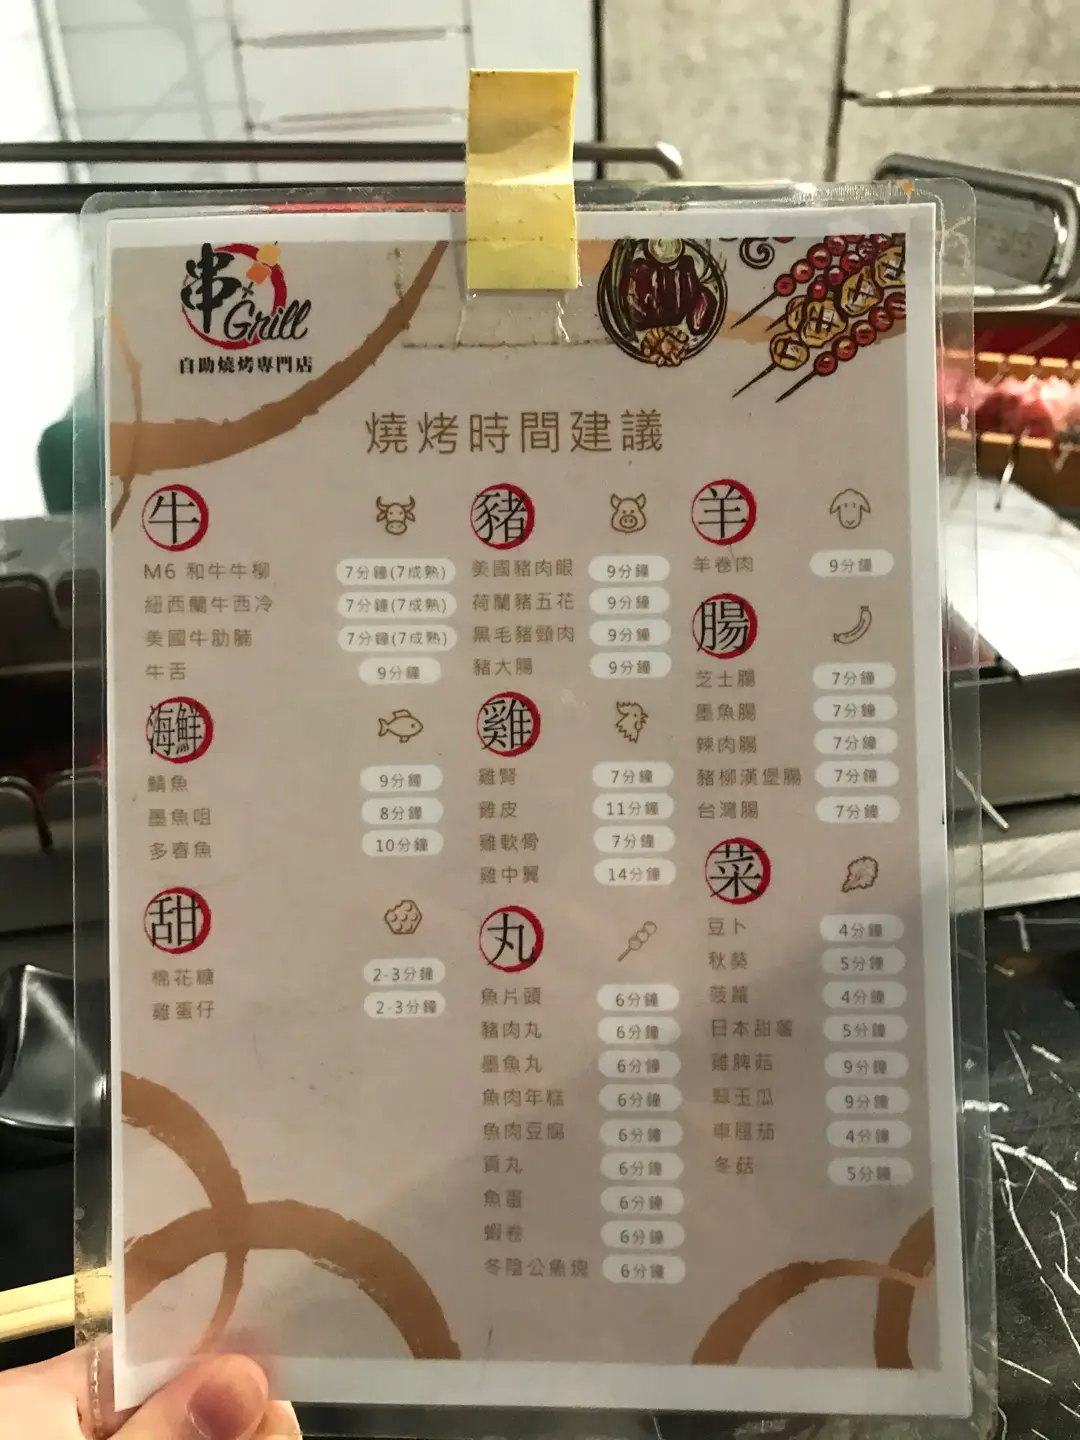 串
Grill
自助燒烤專門店
燒烤時間建議
牛
M6 和牛牛柳 7分鐘(7成熟)
紐西蘭牛西冷 7分鐘(7成熟)
美國牛肋腩 7分鐘(7成熟)
牛舌 9分鐘
海鮮
鯖魚 9分鐘
墨魚咀 8分鐘
多春魚 10分鐘
甜
棉花糖 2-3分鐘
雞蛋仔 2-3分鐘
豬
美國豬肉眼 9分鐘
荷蘭豬五花 9分鐘
黑毛豬頸肉 9分鐘
豬大腸 9分鐘
雞
雞腎 7分鐘
雞皮 11分鐘
雞軟骨 7分鐘
雞中翼 14分鐘
丸
魚片頭 6分鐘
豬肉丸 6分鐘
墨魚丸 6分鐘
魚肉年糕 6分鐘
魚肉豆腐 6分鐘
貢丸 6分鐘
魚蛋 6分鐘
蝦卷 6分鐘
冬陰公魚塊 6分鐘
羊
羊卷肉 9分鐘
腸
芝士腸 7分鐘
墨魚腸 7分鐘
辣肉腸 7分鐘
豬柳漢堡腸 7分鐘
台灣腸 7分鐘
菜
豆卜 4分鐘
秋葵 5分鐘
菠蘿 4分鐘
日本甜薯 5分鐘
雞脾菇 9分鐘
翠玉瓜 9分鐘
車厘茄 4分鐘
冬菇 5分鐘